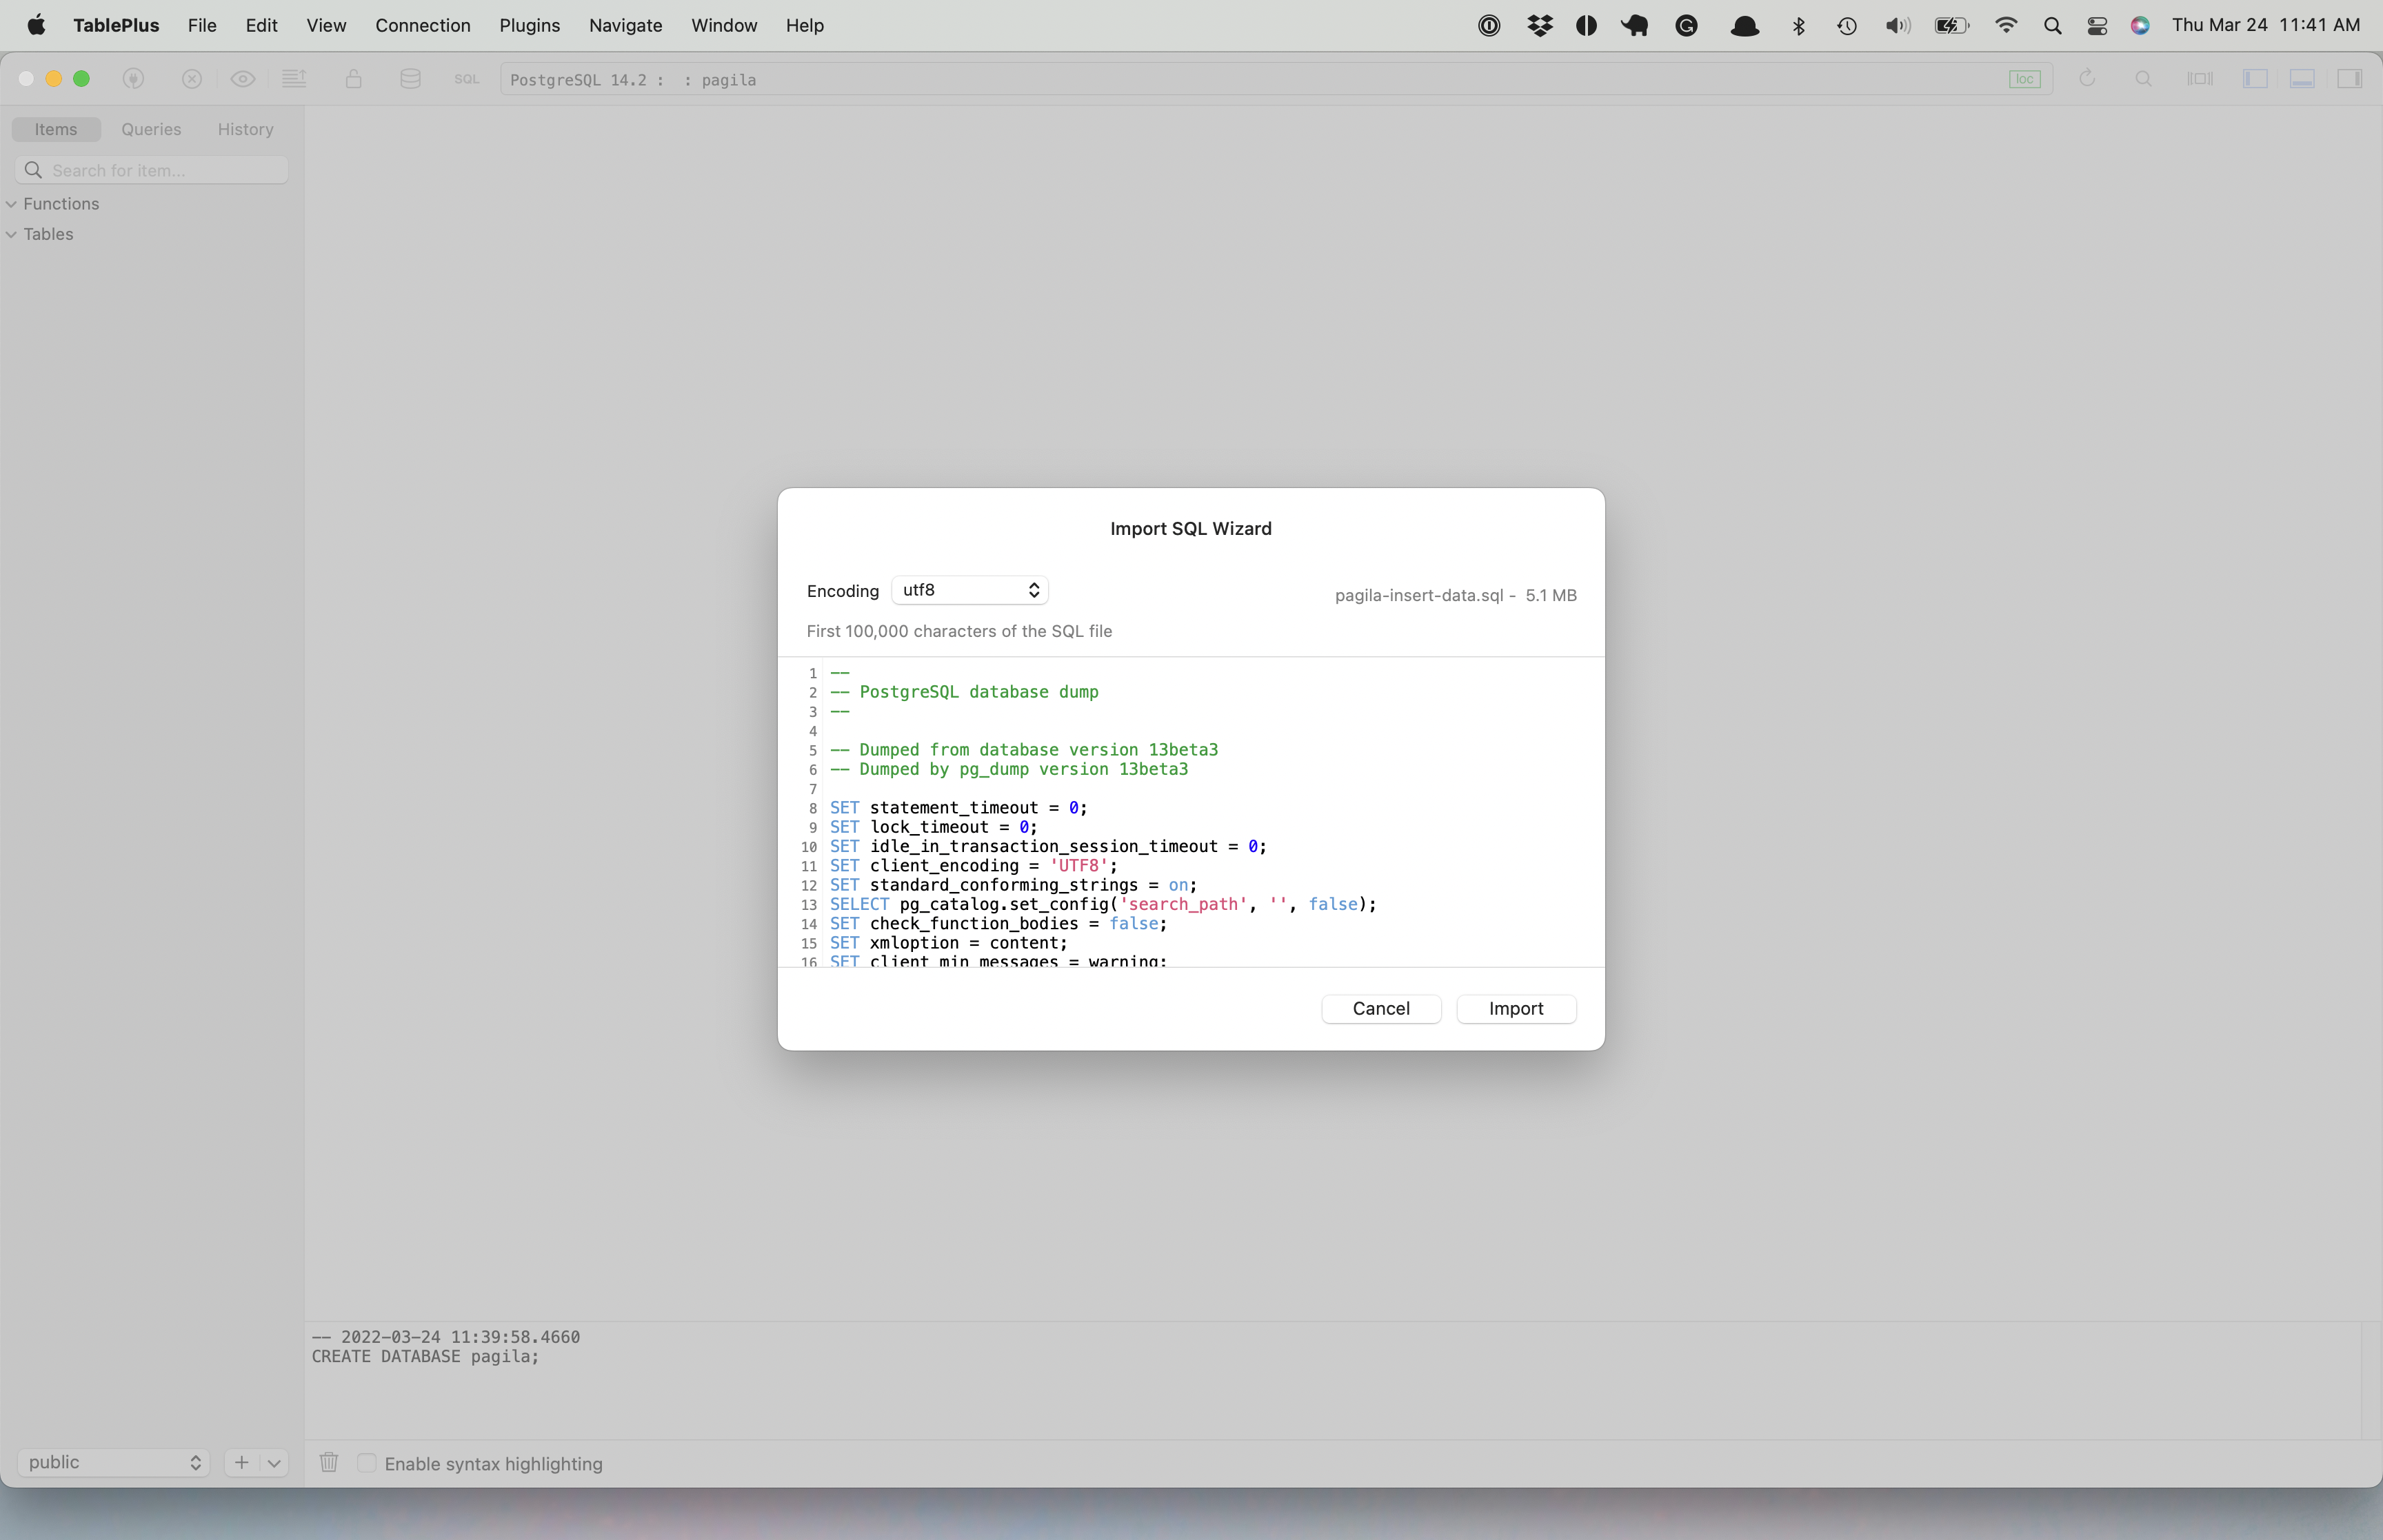 TablePlus File Edit View Connection Plugins Navigate Window Help Thu Mar 24 11:41 AM
SQL PostgreSQL 14.2 : : pagila loc
Items Queries History
Search for item...
Functions
Tables
Import SQL Wizard
Encoding utf8 pagila-insert-data.sql - 5.1 MB
First 100,000 characters of the SQL file
1 --
2 -- PostgreSQL database dump
3 --
4
5 -- Dumped from database version 13beta3
6 -- Dumped by pg_dump version 13beta3
7
8 SET statement_timeout = 0;
9 SET lock_timeout = 0;
10 SET idle_in_transaction_session_timeout = 0;
11 SET client_encoding = 'UTF8';
12 SET standard_conforming_strings = on;
13 SELECT pg_catalog.set_config('search_path', '', false);
14 SET check_function_bodies = false;
15 SET xmloption = content;
16 SET client_min_messages = warning;
Cancel Import
-- 2022-03-24 11:39:58.4660
CREATE DATABASE pagila;
public Enable syntax highlighting